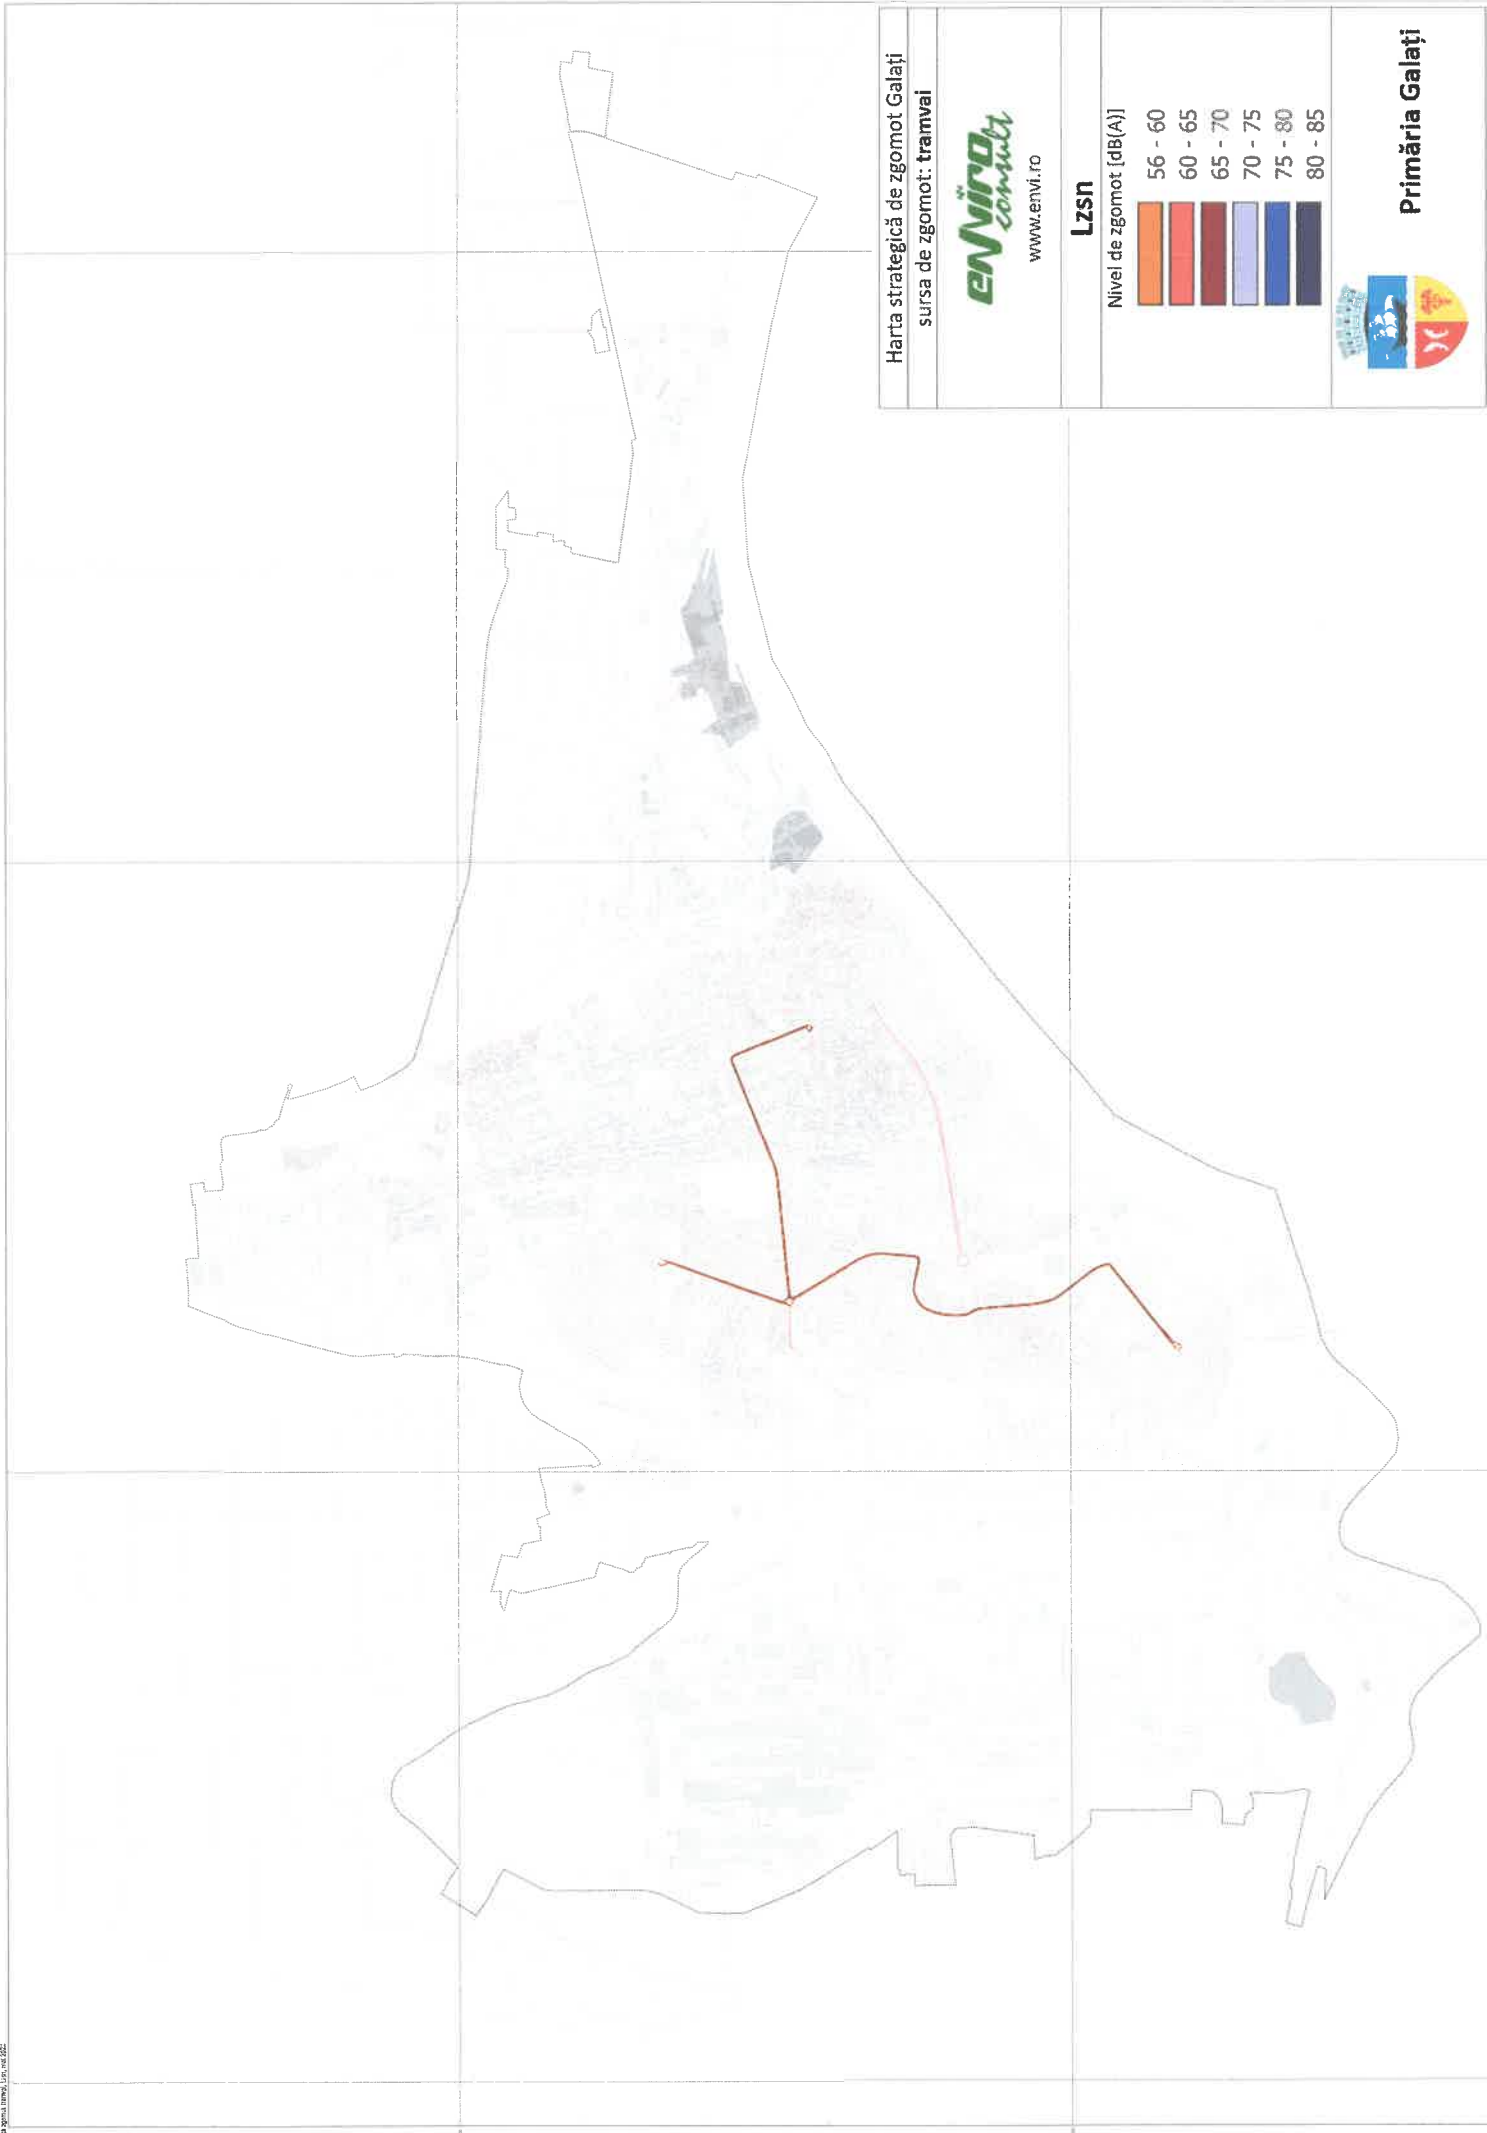 Harta strategică de zgomot Galați
sursa de zgomot: tramvai
enviro
consult
www.envi.ro
Lzsn
Nivel de zgomot [dB(A)]
56 - 60
60 - 65
65 - 70
70 - 75
75 - 80
80 - 85
Primăria Galați